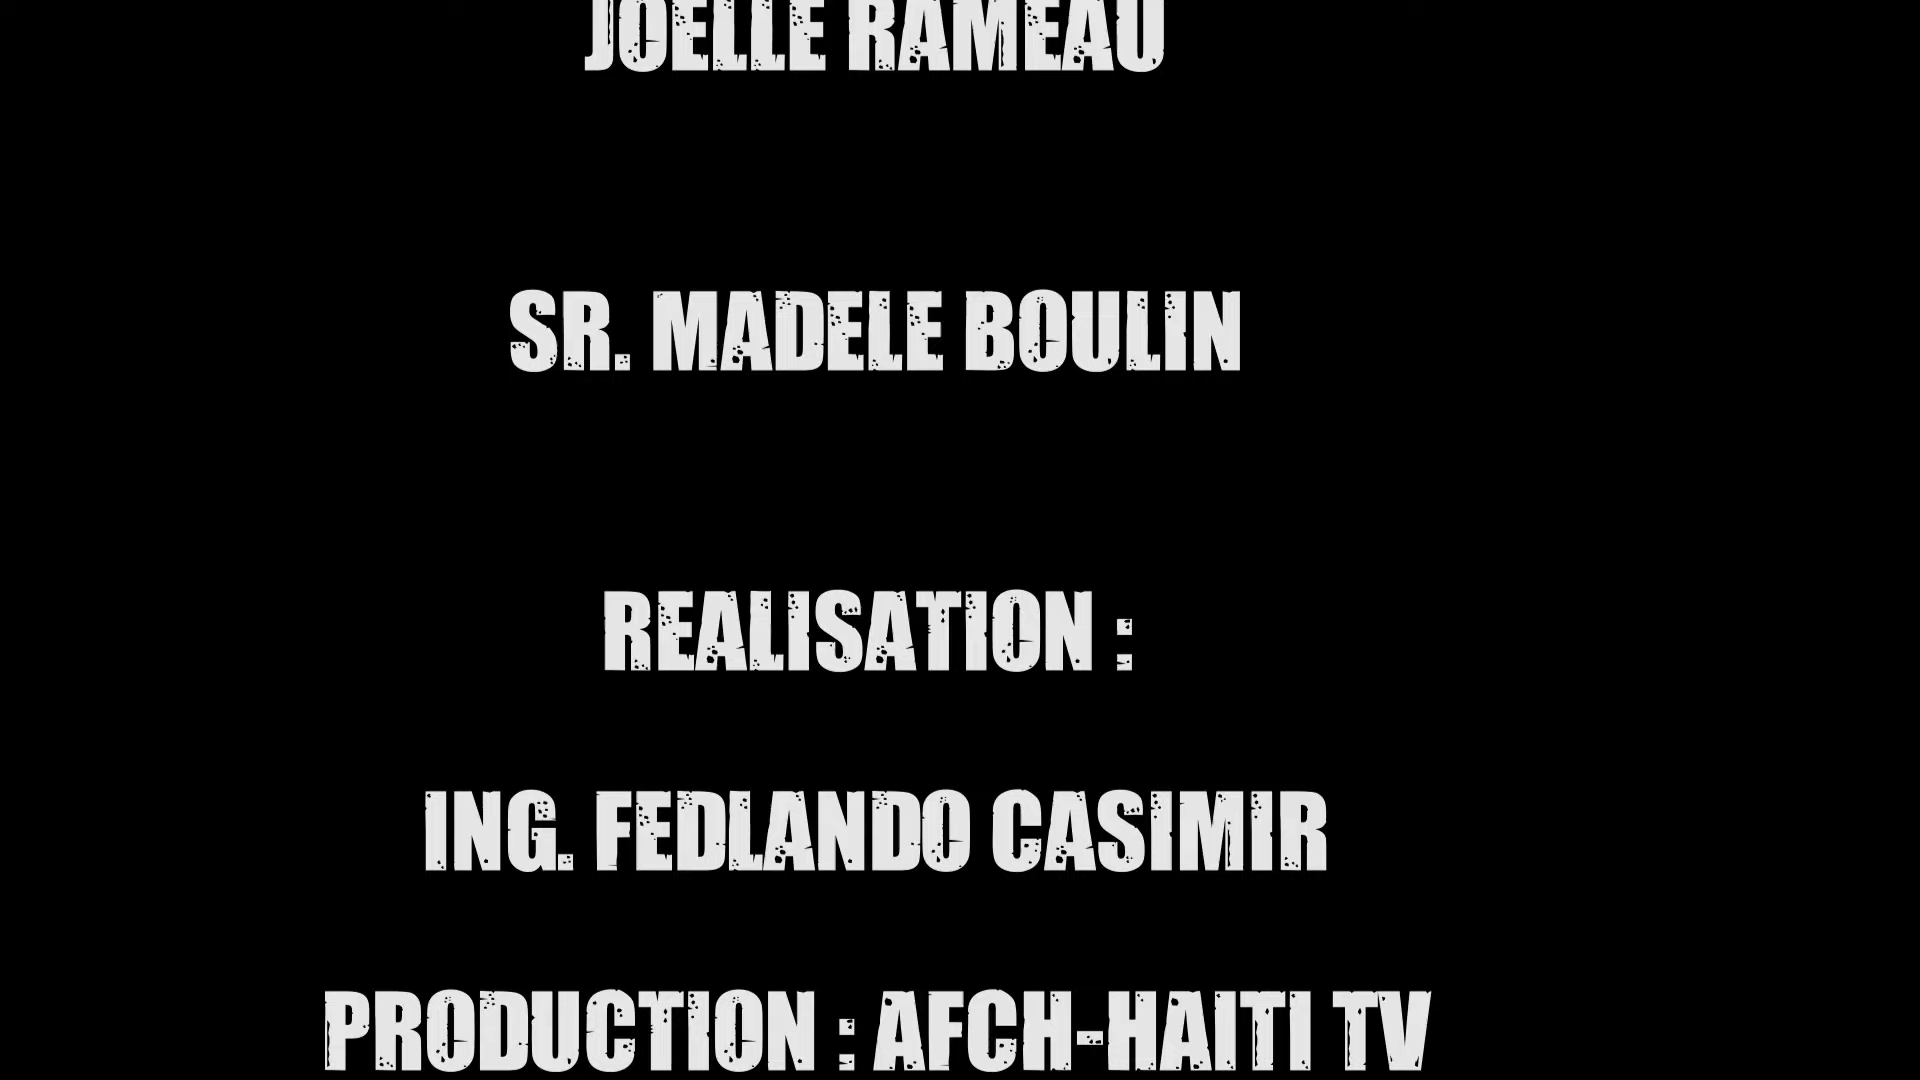 JOELLE RAMEAU
SR. MADELE BOULIN
REALISATION :
ING. FEDLANDO CASIMIR
PRODUCTION : AFCH-HAITI TV